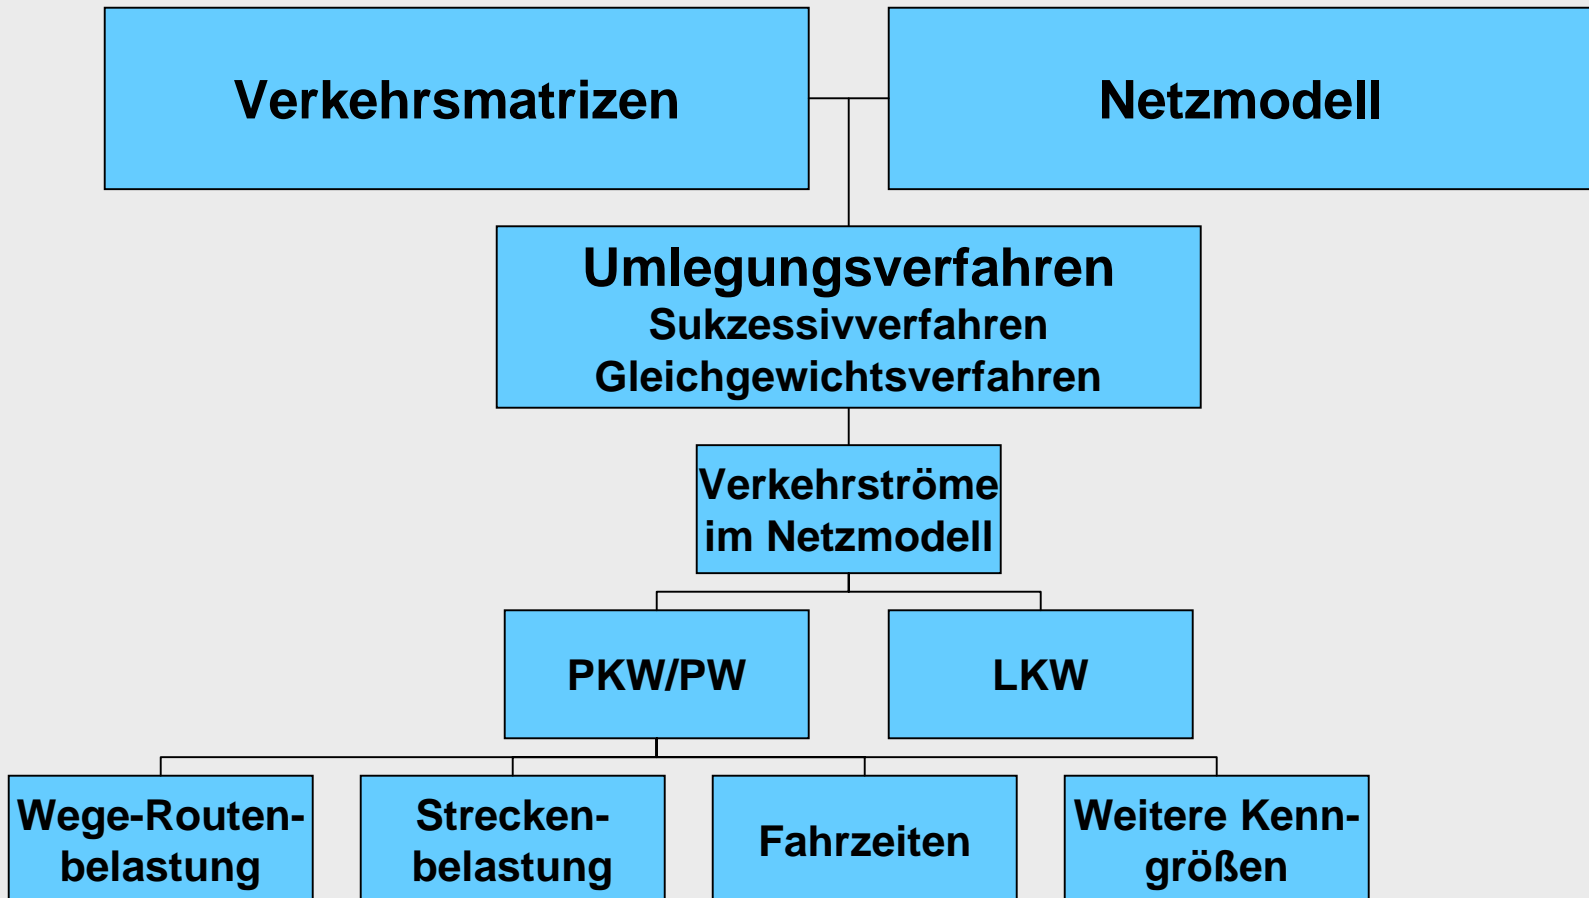 Verkehrsmatrizen
Netzmodell
Umlegungsverfahren
Sukzessivverfahren
Gleichgewichtsverfahren
Verkehrströme
im Netzmodell
PKW/PW
LKW
Wege-Routen-
belastung
Strecken-
belastung
Fahrzeiten
Weitere Kenn-
größen